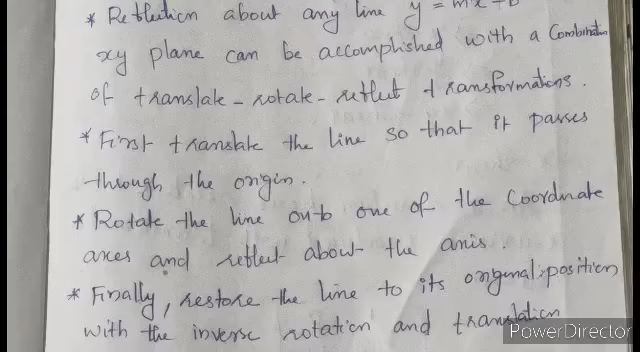 * Reflection about any line y = mx + b
xy plane can be accomplished with a Combination
of translate - rotate - reflect transformations.
* First translate the line so that it passes
through the origin.
* Rotate the line onto one of the Coordinate
axes and reflect about the axis.
* Finally, restore the line to its original position
with the inverse rotation and translation
PowerDirector